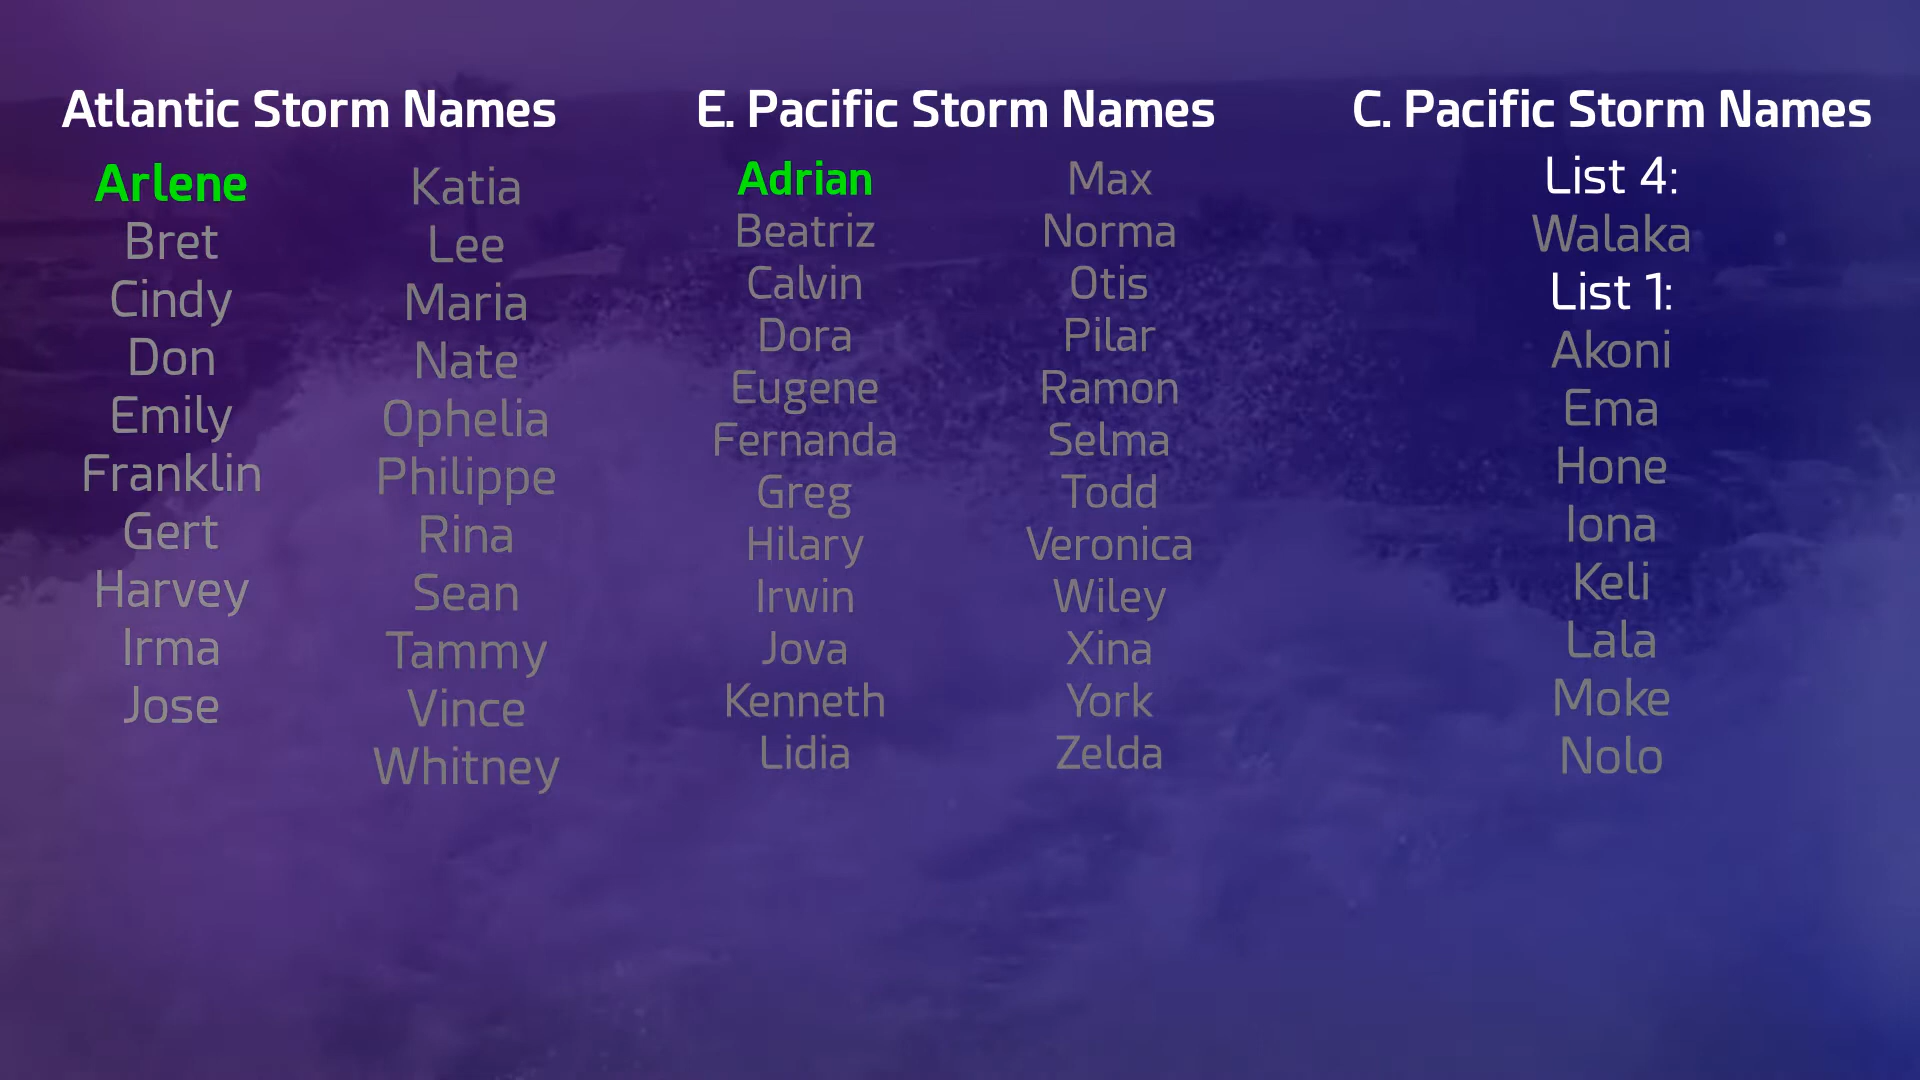 Atlantic Storm Names
Arlene
Bret
Cindy
Don
Emily
Franklin
Gert
Harvey
Irma
Jose
Katia
Lee
Maria
Nate
Ophelia
Philippe
Rina
Sean
Tammy
Vince
Whitney
E. Pacific Storm Names
Adrian
Beatriz
Calvin
Dora
Eugene
Fernanda
Greg
Hilary
Irwin
Jova
Kenneth
Lidia
Max
Norma
Otis
Pilar
Ramon
Selma
Todd
Veronica
Wiley
Xina
York
Zelda
C. Pacific Storm Names
List 4:
Walaka
List 1:
Akoni
Ema
Hone
Iona
Keli
Lala
Moke
Nolo